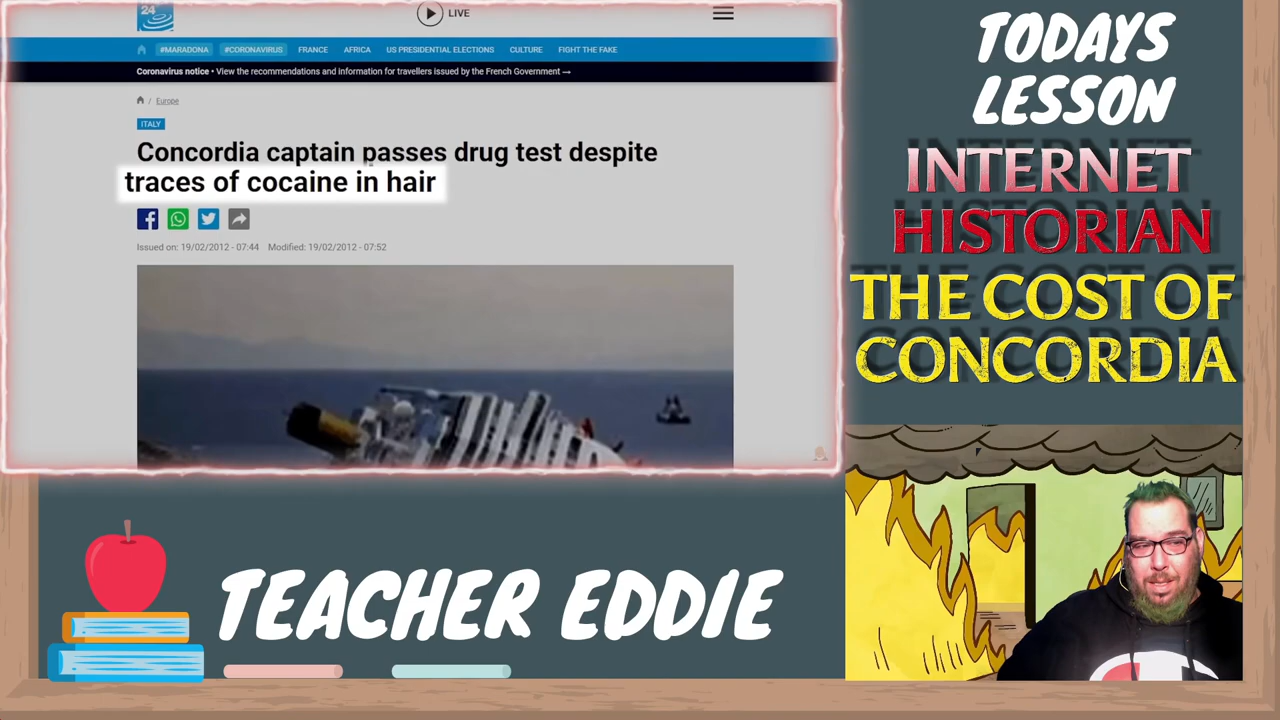 24
LIVE
#MARADONA #CORONAVIRUS FRANCE AFRICA US PRESIDENTIAL ELECTIONS CULTURE FIGHT THE FAKE
Coronavirus notice • View the recommendations and information for travellers issued by the French Government →
/ Europe
ITALY
Concordia captain passes drug test despite
traces of cocaine in hair
Issued on: 19/02/2012 - 07:44 Modified: 19/02/2012 - 07:52
TODAYS
LESSON
INTERNET
HISTORIAN
THE COST OF
CONCORDIA
TEACHER EDDIE